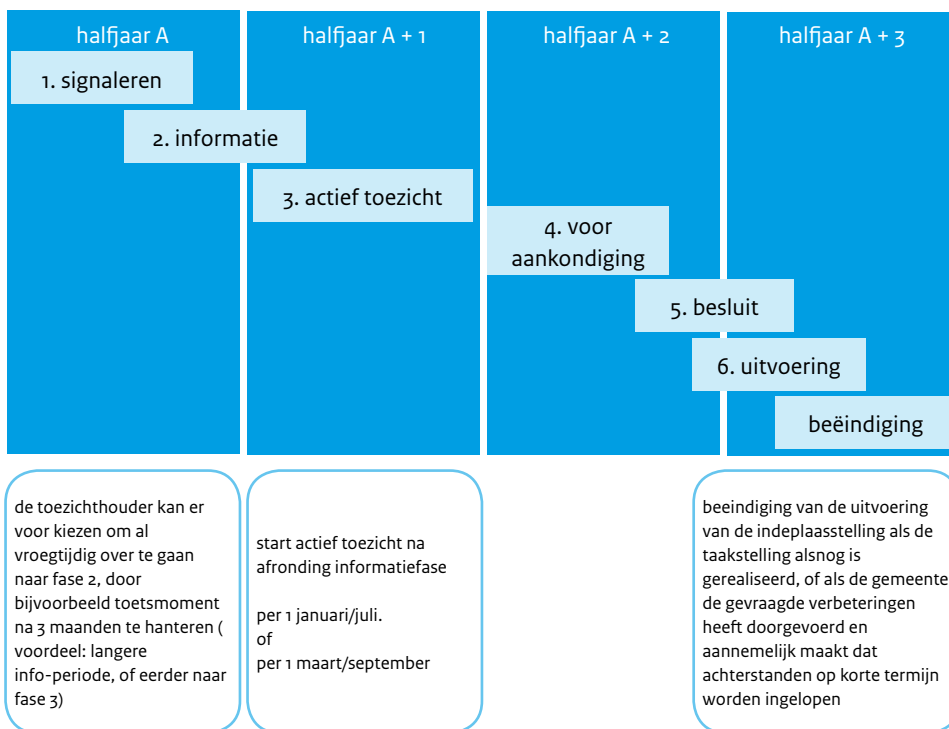 halfjaar A
halfjaar A + 1
halfjaar A + 2
halfjaar A + 3
1. signaleren
2. informatie
3. actief toezicht
4. voor
aankondiging
5. besluit
6. uitvoering
beëindiging
de toezichthouder kan er
voor kiezen om al
vroegtijdig over te gaan
naar fase 2, door
bijvoorbeeld toetsmoment
na 3 maanden te hanteren (
voordeel: langere
info-periode, of eerder naar
fase 3)
start actief toezicht na
afronding informatiefase
per 1 januari/juli.
of
per 1 maart/september
beeindiging van de uitvoering
van de indeplaasstelling als de
taakstelling alsnog is
gerealiseerd, of als de gemeente
de gevraagde verbeteringen
heeft doorgevoerd en
aannemelijk maakt dat
achterstanden op korte termijn
worden ingelopen